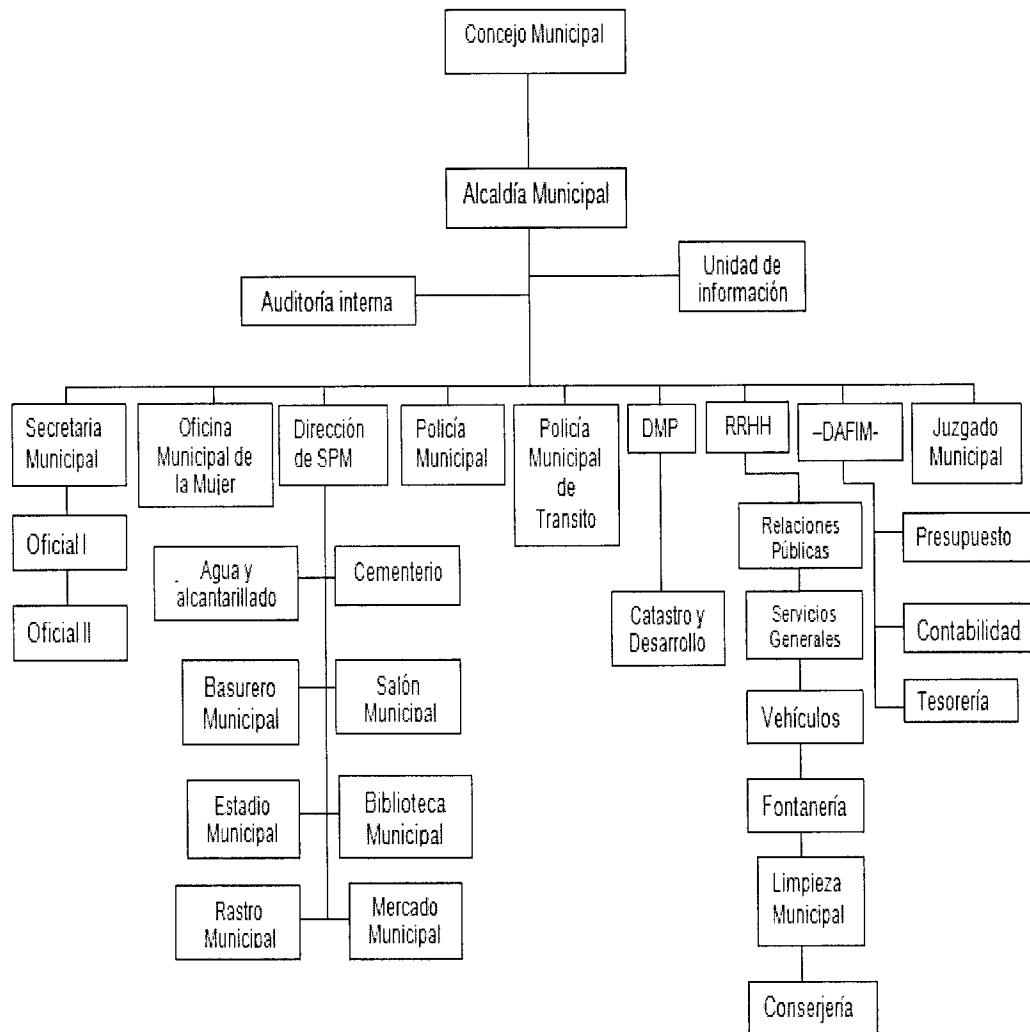 Concejo Municipal
Alcaldía Municipal
Unidad de
información
Auditoría interna
Secretaria
Municipal
Oficina
Municipal de
la Mujer
Dirección
de SPM
Policía
Municipal
Policía
Municipal
de
Transito
DMP
RRHH
–DAFIM-
Juzgado
Municipal
Oficial I
Oficial II
Agua y
alcantarillado
Cementerio
Basurero
Municipal
Salón
Municipal
Estadio
Municipal
Biblioteca
Municipal
Rastro
Municipal
Mercado
Municipal
Catastro y
Desarrollo
Relaciones
Públicas
Servicios
Generales
Vehículos
Fontanería
Limpieza
Municipal
Conserjería
Presupuesto
Contabilidad
Tesorería